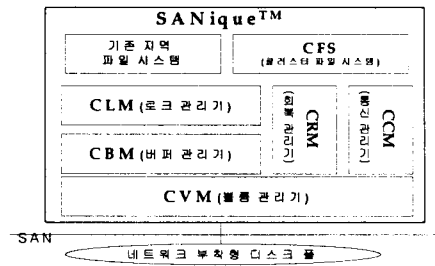 SANique™
기존 지역
파일 시스템
CFS
(클러스터 파일 시스템)
CLM (로크 관리기)
CBM (버퍼 관리기)
CRM
(회복 관리기)
CCM
(통신 관리기)
CVM (볼륨 관리기)
SAN
네트워크 부착형 디스크 풀